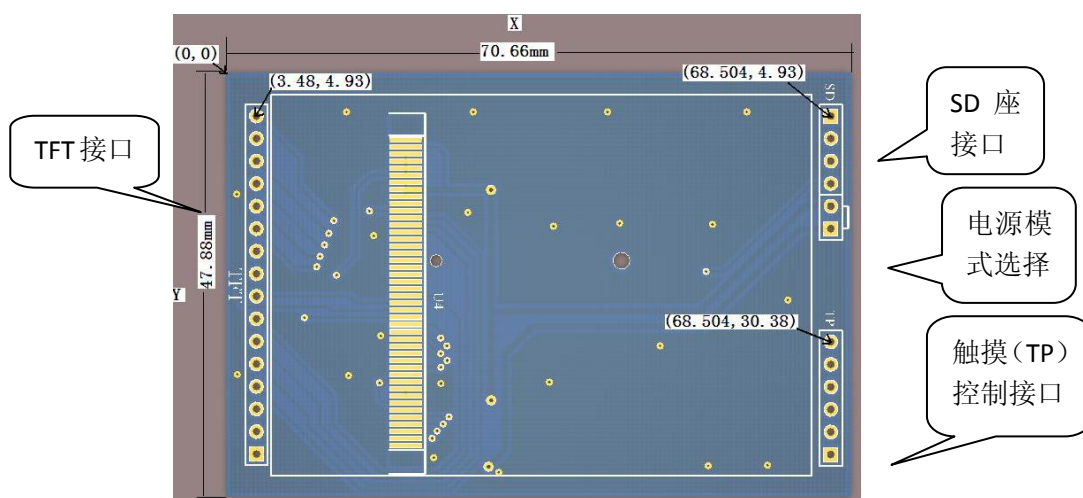 X
70.66mm
(0,0)
(3.48,4.93)
(68.504,4.93)
SD
SD 座
接口
TFT 接口
电源模
式选择
47.88mm
Y
TFT
U4
(68.504,30.38)
TP
触摸（TP）
控制接口